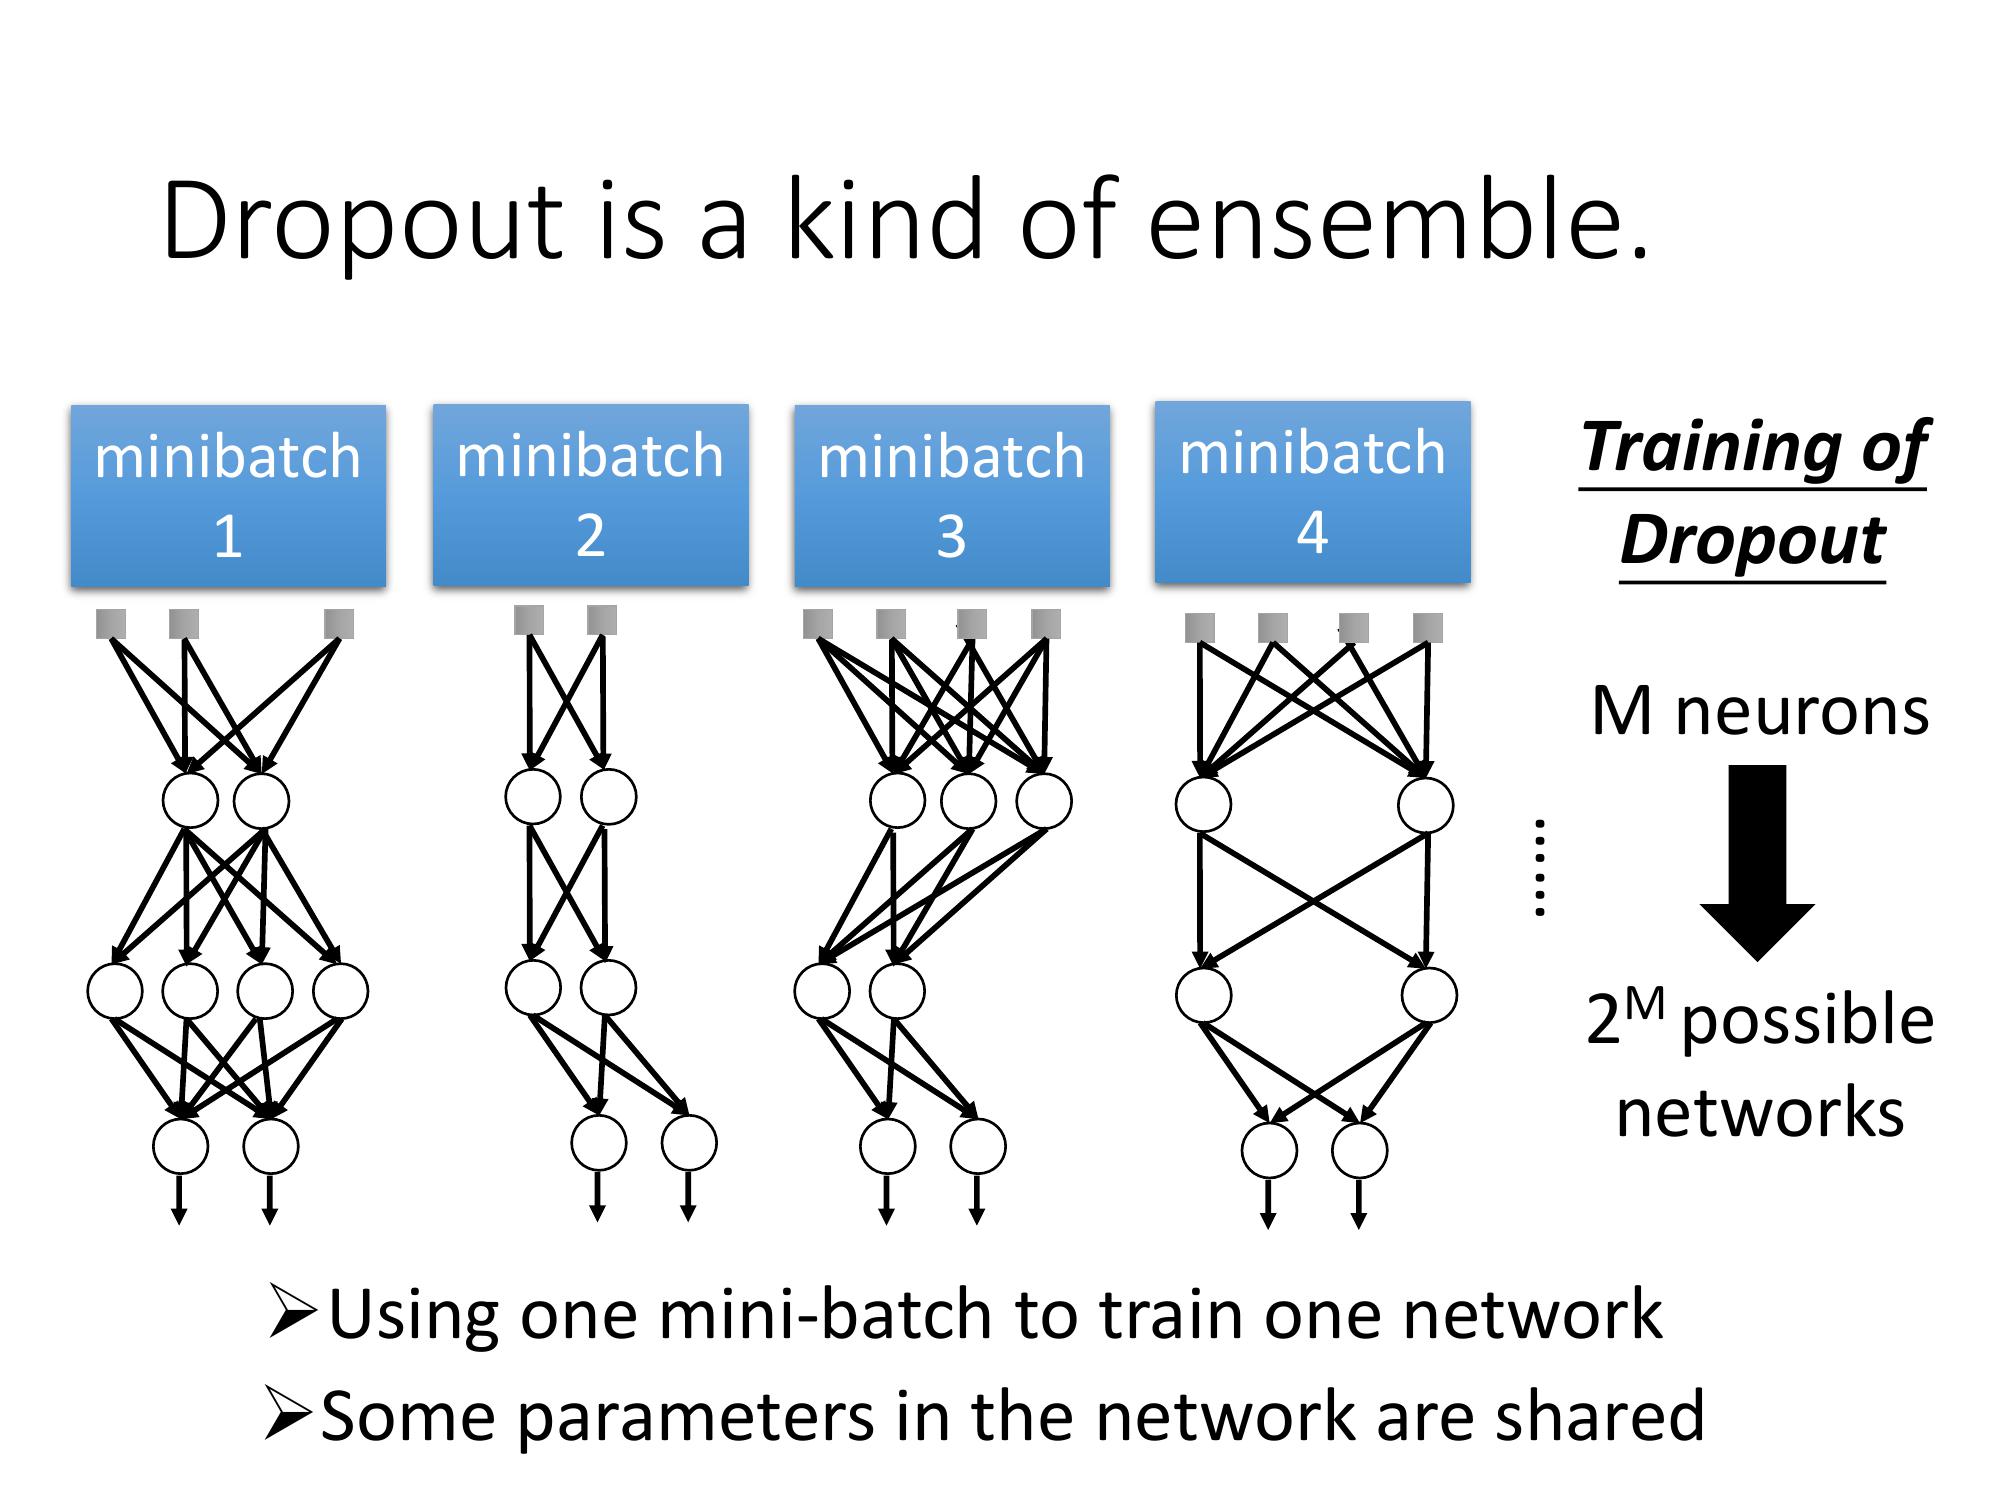 Dropout is a kind of ensemble.
minibatch
1
minibatch
2
minibatch
3
minibatch
4
Training of
Dropout
M neurons
……
2ᴹ possible
networks
➢Using one mini-batch to train one network
➢Some parameters in the network are shared